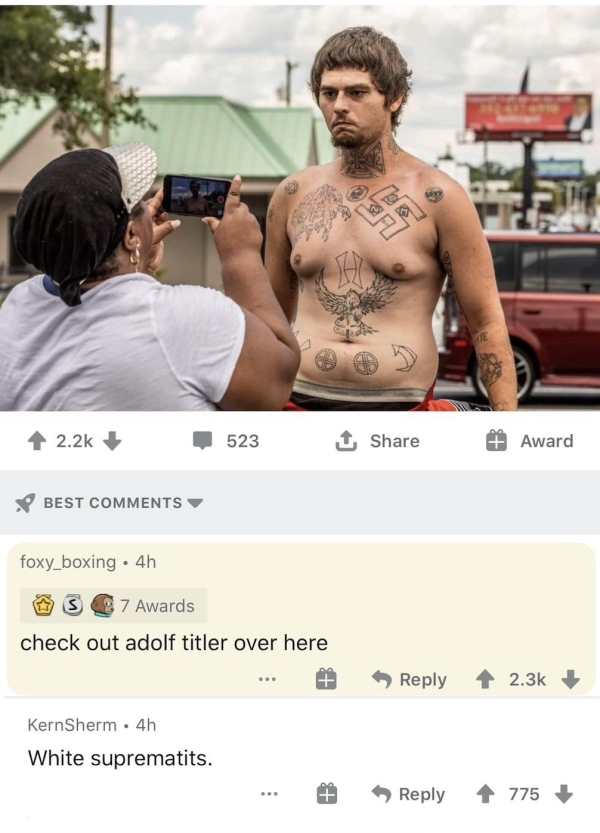 2.2k
523
Share
Award
BEST COMMENTS
foxy_boxing • 4h
S 7 Awards
check out adolf titler over here
... Reply 2.3k
KernSherm • 4h
White suprematits.
... Reply 775